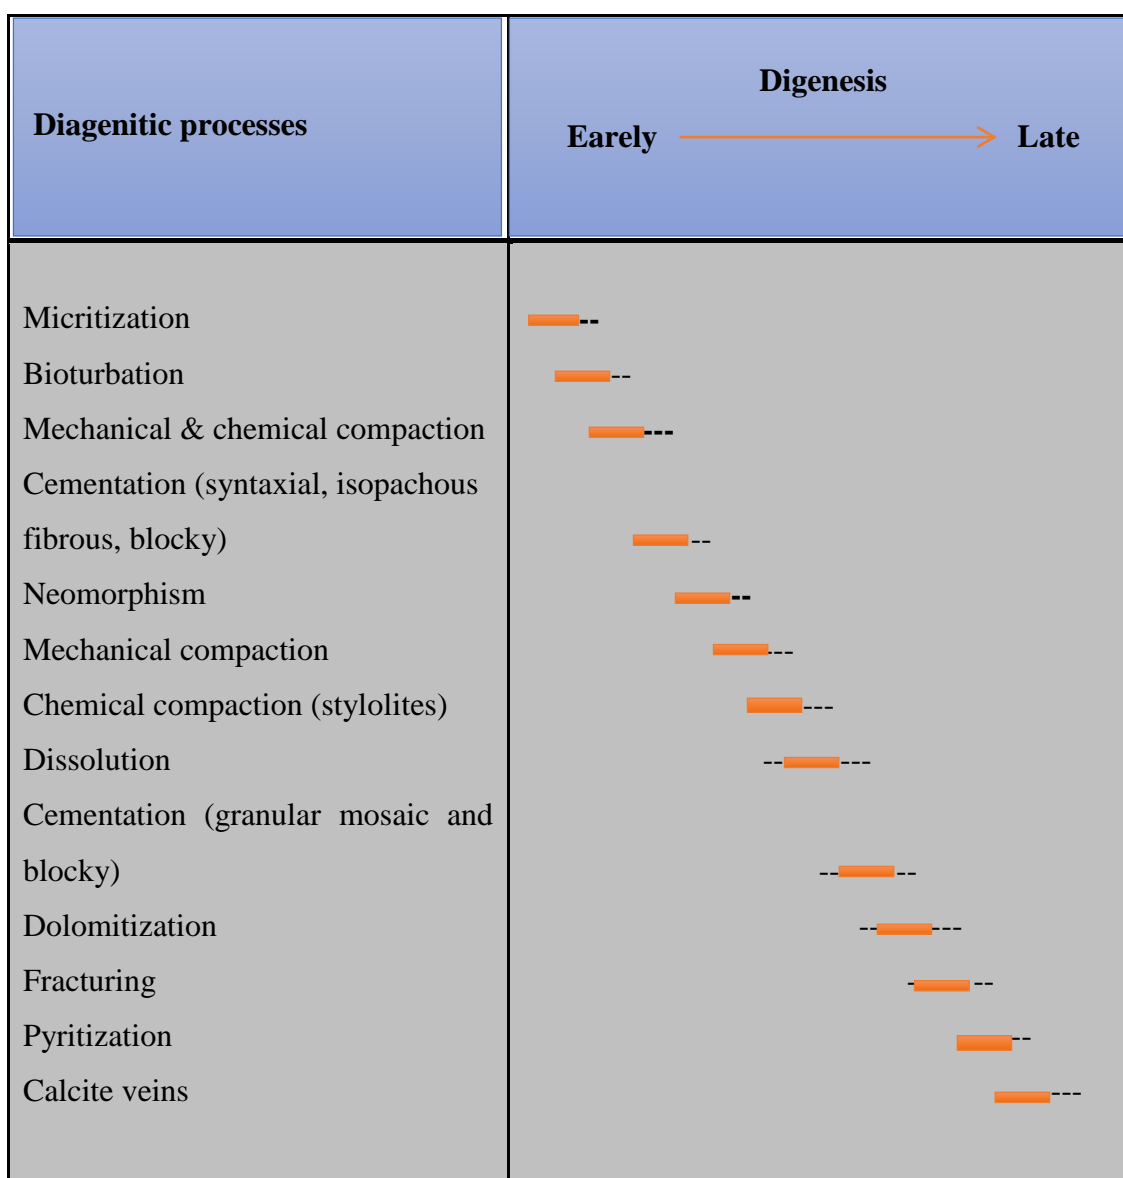 Diagenitic processes
Digenesis
Earely Late
Micritization
Bioturbation
Mechanical & chemical compaction
Cementation (syntaxial, isopachous
fibrous, blocky)
Neomorphism
Mechanical compaction
Chemical compaction (stylolites)
Dissolution
Cementation (granular mosaic and
blocky)
Dolomitization
Fracturing
Pyritization
Calcite veins